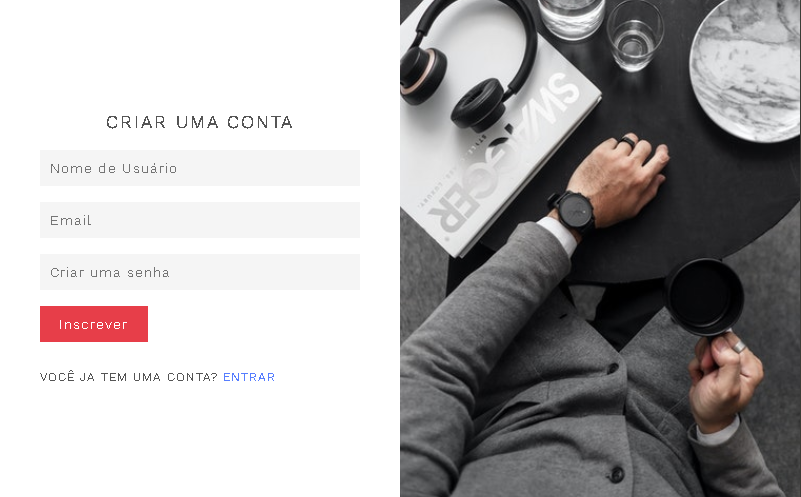 CRIAR UMA CONTA
Nome de Usuário
Email
Criar uma senha
Inscrever
VOCÊ JA TEM UMA CONTA? ENTRAR
SWAGGER